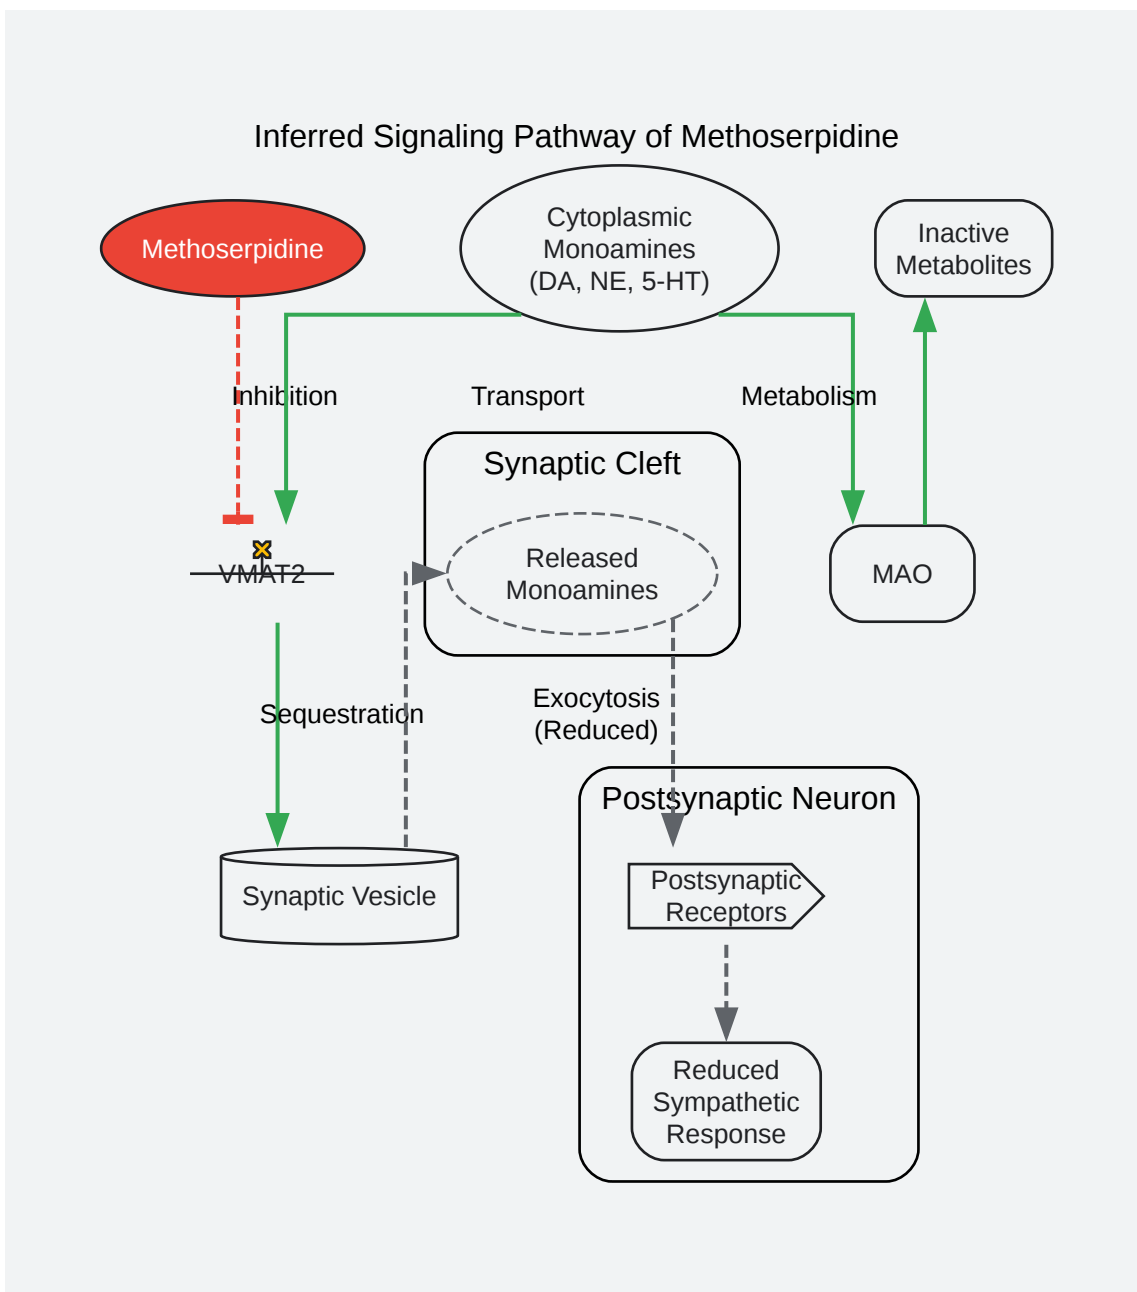 Inferred Signaling Pathway of Methoserpidine
Methoserpidine
Cytoplasmic
Monoamines
(DA, NE, 5-HT)
Inactive
Metabolites
Inhibition
Transport
Metabolism
Synaptic Cleft
Released
Monoamines
VMAT2
MAO
Sequestration
Exocytosis
(Reduced)
Postsynaptic Neuron
Synaptic Vesicle
Postsynaptic
Receptors
Reduced
Sympathetic
Response